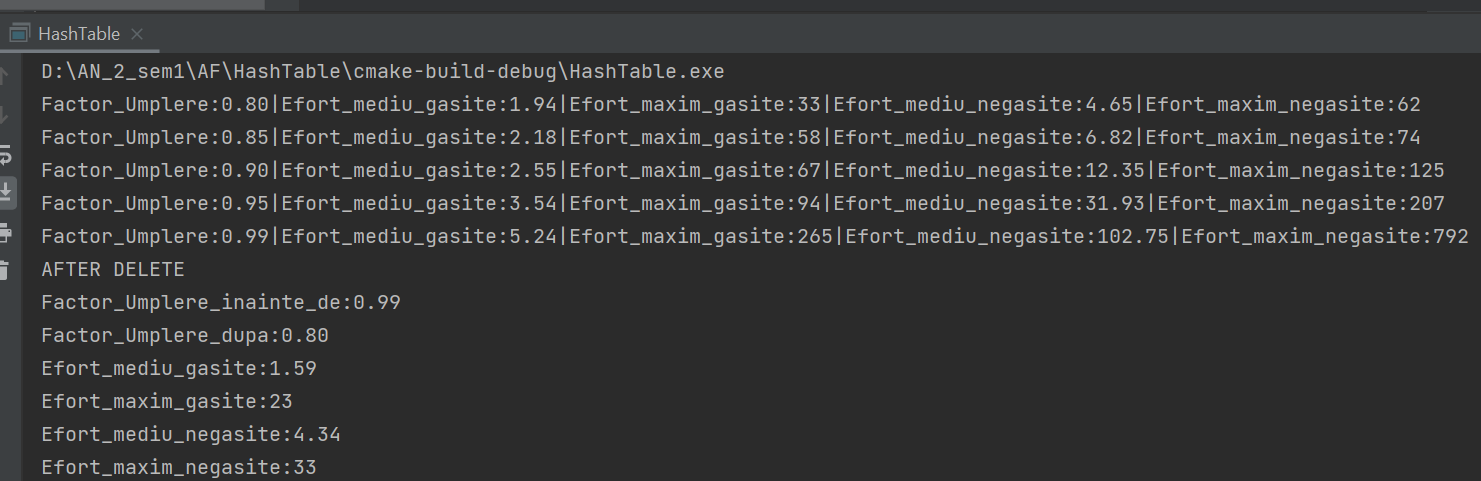 HashTable
D:\AN_2_sem1\AF\HashTable\cmake-build-debug\HashTable.exe
Factor_Umplere:0.80|Efort_mediu_gasite:1.94|Efort_maxim_gasite:33|Efort_mediu_negasite:4.65|Efort_maxim_negasite:62
Factor_Umplere:0.85|Efort_mediu_gasite:2.18|Efort_maxim_gasite:58|Efort_mediu_negasite:6.82|Efort_maxim_negasite:74
Factor_Umplere:0.90|Efort_mediu_gasite:2.55|Efort_maxim_gasite:67|Efort_mediu_negasite:12.35|Efort_maxim_negasite:125
Factor_Umplere:0.95|Efort_mediu_gasite:3.54|Efort_maxim_gasite:94|Efort_mediu_negasite:31.93|Efort_maxim_negasite:207
Factor_Umplere:0.99|Efort_mediu_gasite:5.24|Efort_maxim_gasite:265|Efort_mediu_negasite:102.75|Efort_maxim_negasite:792
AFTER DELETE
Factor_Umplere_inainte_de:0.99
Factor_Umplere_dupa:0.80
Efort_mediu_gasite:1.59
Efort_maxim_gasite:23
Efort_mediu_negasite:4.34
Efort_maxim_negasite:33